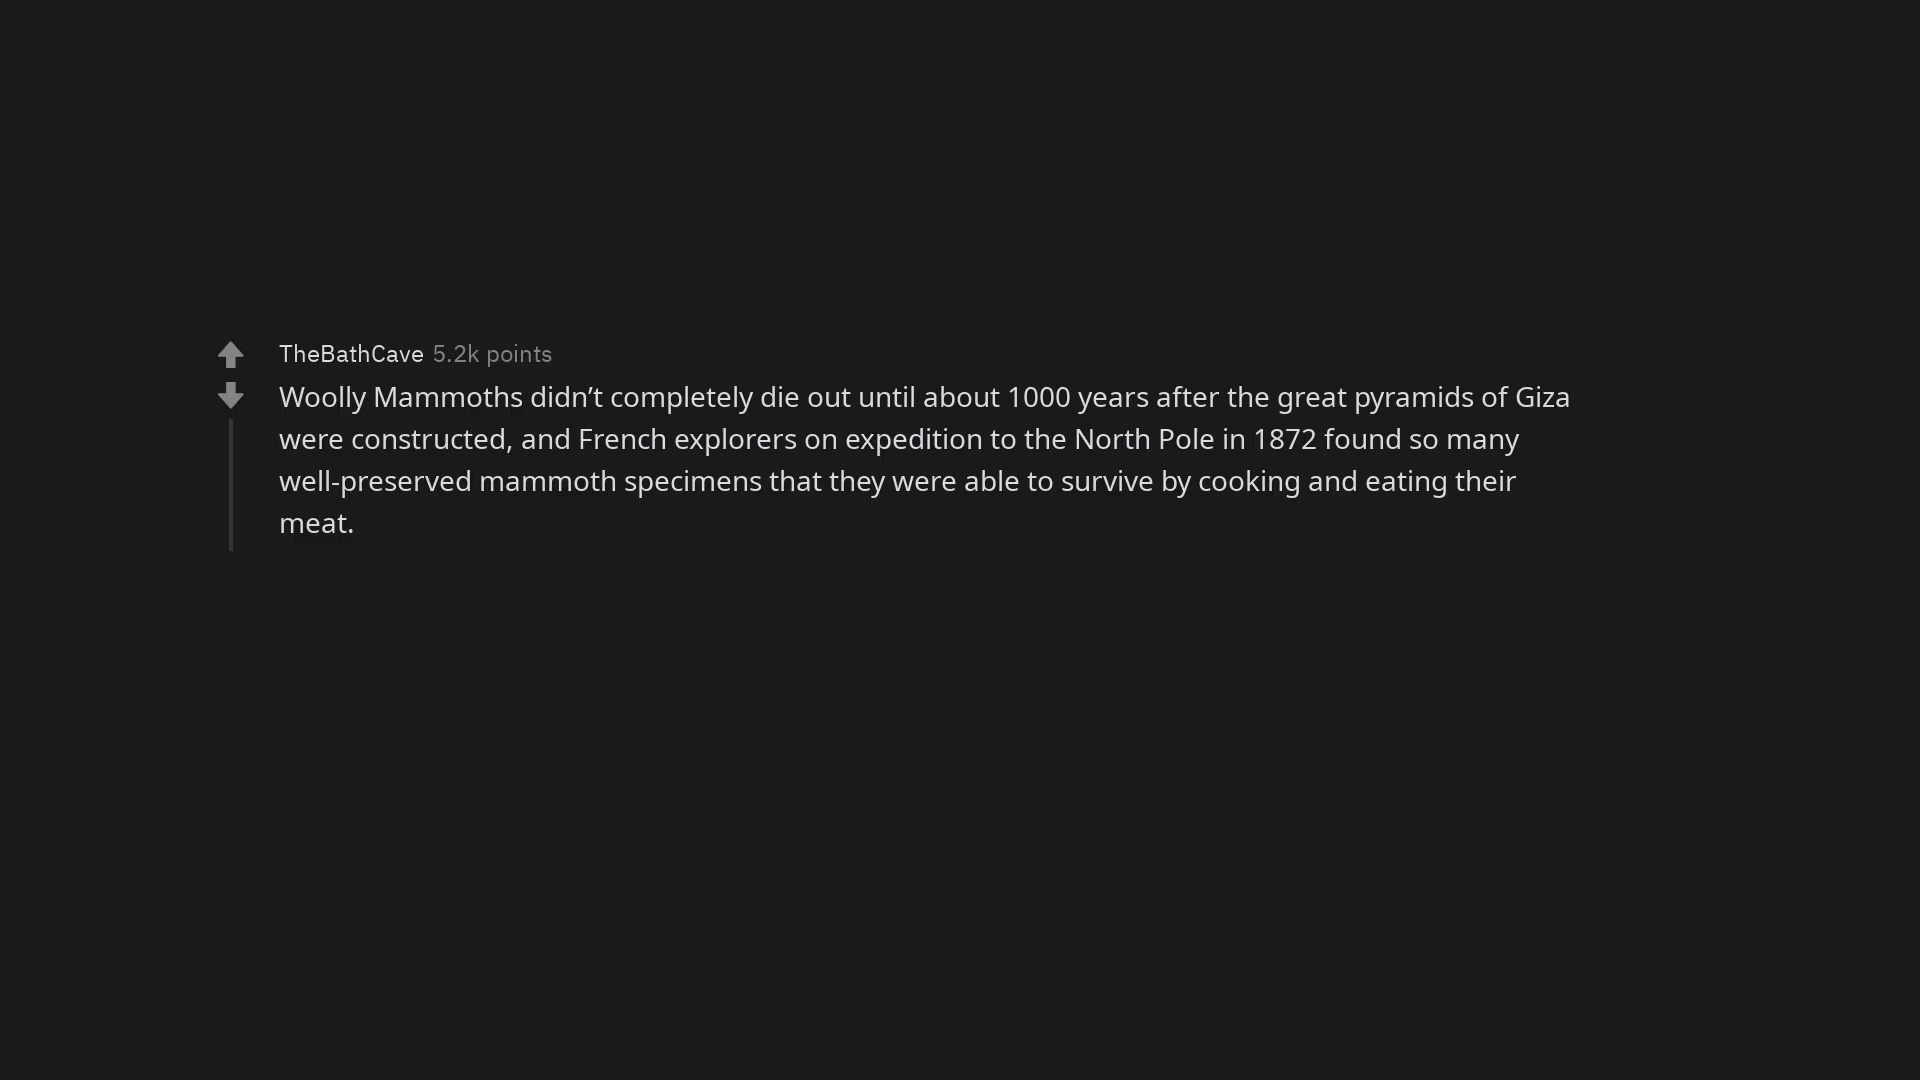 TheBathCave 5.2k points
Woolly Mammoths didn’t completely die out until about 1000 years after the great pyramids of Giza
were constructed, and French explorers on expedition to the North Pole in 1872 found so many
well-preserved mammoth specimens that they were able to survive by cooking and eating their
meat.